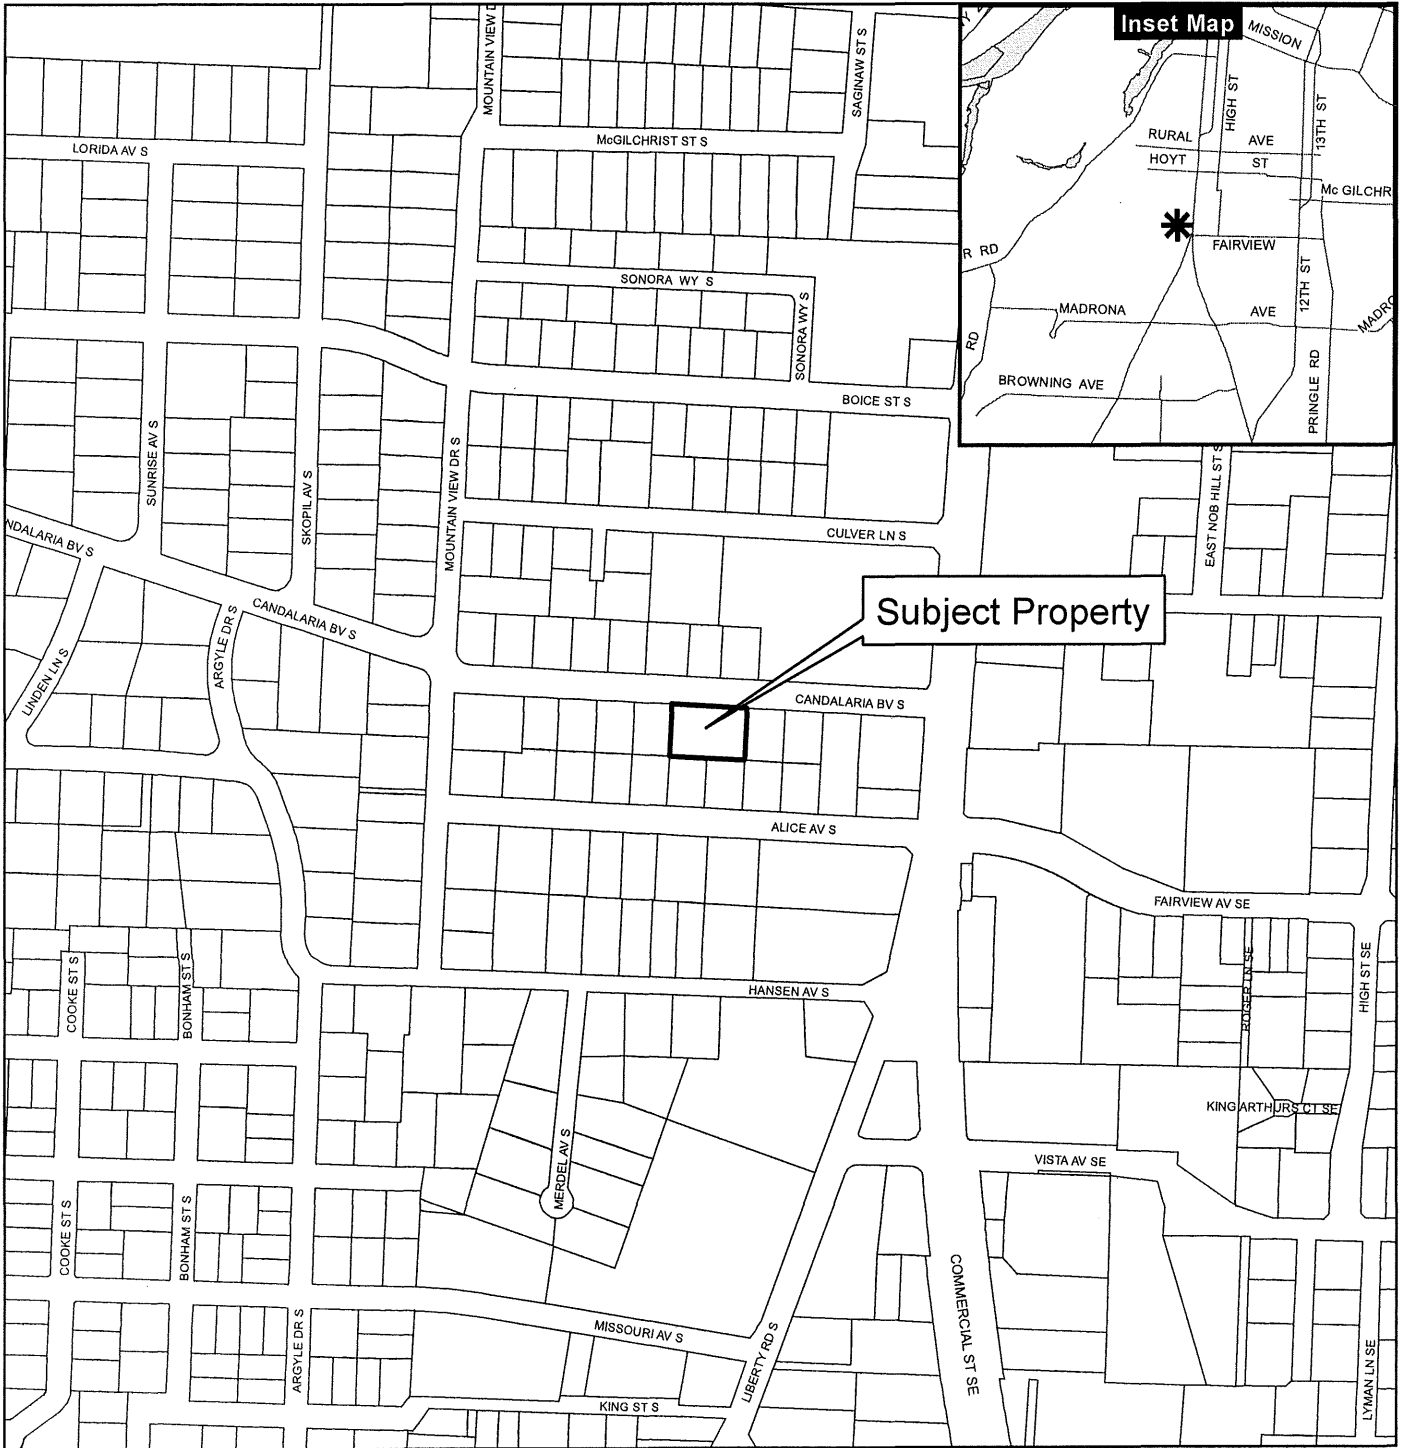 Inset Map
MISSION
HIGH ST
13TH ST
RURAL AVE
HOYT ST
Mc GILCHR
R RD
FAIRVIEW
12TH ST
MADRONA AVE
MADRO
RD
BROWNING AVE
PRINGLE RD
MOUNTAIN VIEW D
SAGINAW ST S
LORIDA AV S
McGILCHRIST ST S
SONORA WY S
SONORA WY S
BOICE ST S
SUNRISE AV S
SKOPIL AV S
MOUNTAIN VIEW DR S
EAST NOB HILL ST S
NDALARIA BV S
CULVER LN S
Subject Property
CANDALARIA BV S
ARGYLE DR S
LINDEN LN S
CANDALARIA BV S
ALICE AV S
FAIRVIEW AV SE
COOKE ST S
BONHAM ST S
HANSEN AV S
ROGER LN SE
HIGH ST SE
KING ARTHURS CT SE
MERDEL AV S
VISTA AV SE
COOKE ST S
BONHAM ST S
ARGYLE DR S
MISSOURI AV S
LIBERTY RD S
COMMERCIAL ST SE
LYMAN LN SE
KING ST S